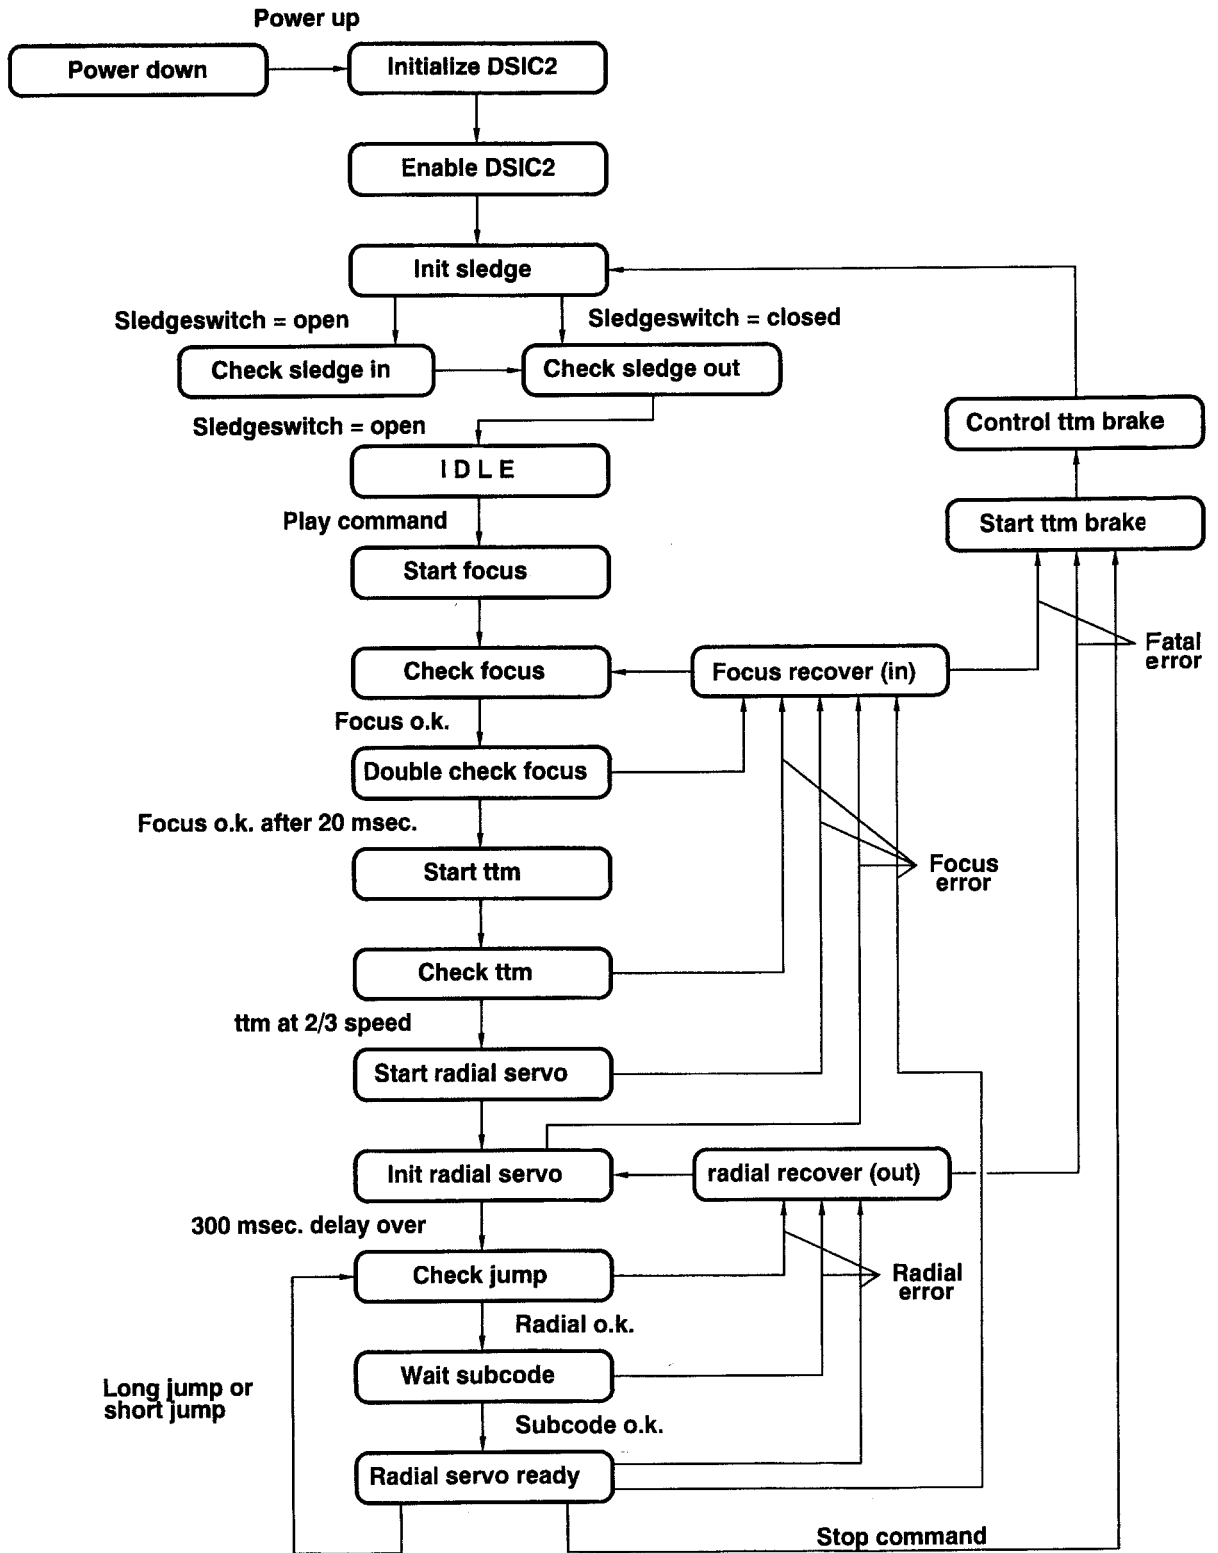 Power up
Power down
Initialize DSIC2
Enable DSIC2
Init sledge
Sledgeswitch = open
Sledgeswitch = closed
Check sledge in
Check sledge out
Sledgeswitch = open
Control ttm brake
I D L E
Play command
Start ttm brake
Start focus
Check focus
Focus recover (in)
Fatal
error
Focus o.k.
Double check focus
Focus o.k. after 20 msec.
Start ttm
Focus
error
Check ttm
ttm at 2/3 speed
Start radial servo
Init radial servo
radial recover (out)
300 msec. delay over
Check jump
Radial
error
Radial o.k.
Wait subcode
Long jump or
short jump
Subcode o.k.
Radial servo ready
Stop command